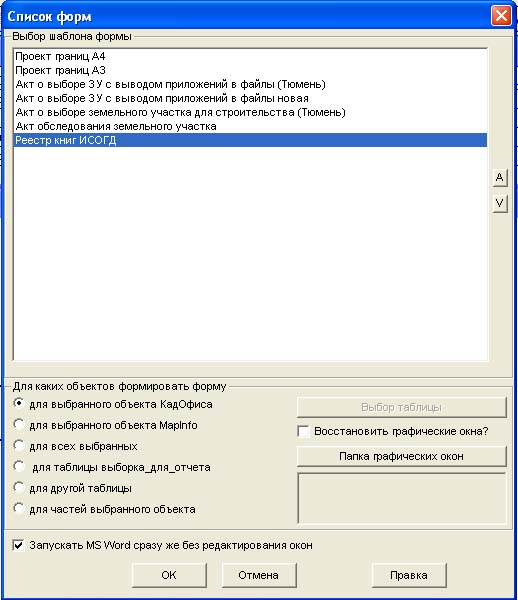 Список форм
Выбор шаблона формы
Проект границ А4
Проект границ А3
Акт о выборе ЗУ с выводом приложений в файлы (Тюмень)
Акт о выборе ЗУ с выводом приложений в файлы новая
Акт о выборе земельного участка для строительства (Тюмень)
Акт обследования земельного участка
Реестр книг ИСОГД
A
V
Для каких объектов формировать форму
для выбранного объекта КадОфиса
для выбранного объекта MapInfo
для всех выбранных
для таблицы выборка_для_отчета
для другой таблицы
для частей выбранного объекта
Выбор таблицы
Восстановить графические окна?
Папка графических окон
Запускать MS Word сразу же без редактирования окон
OK
Отмена
Правка